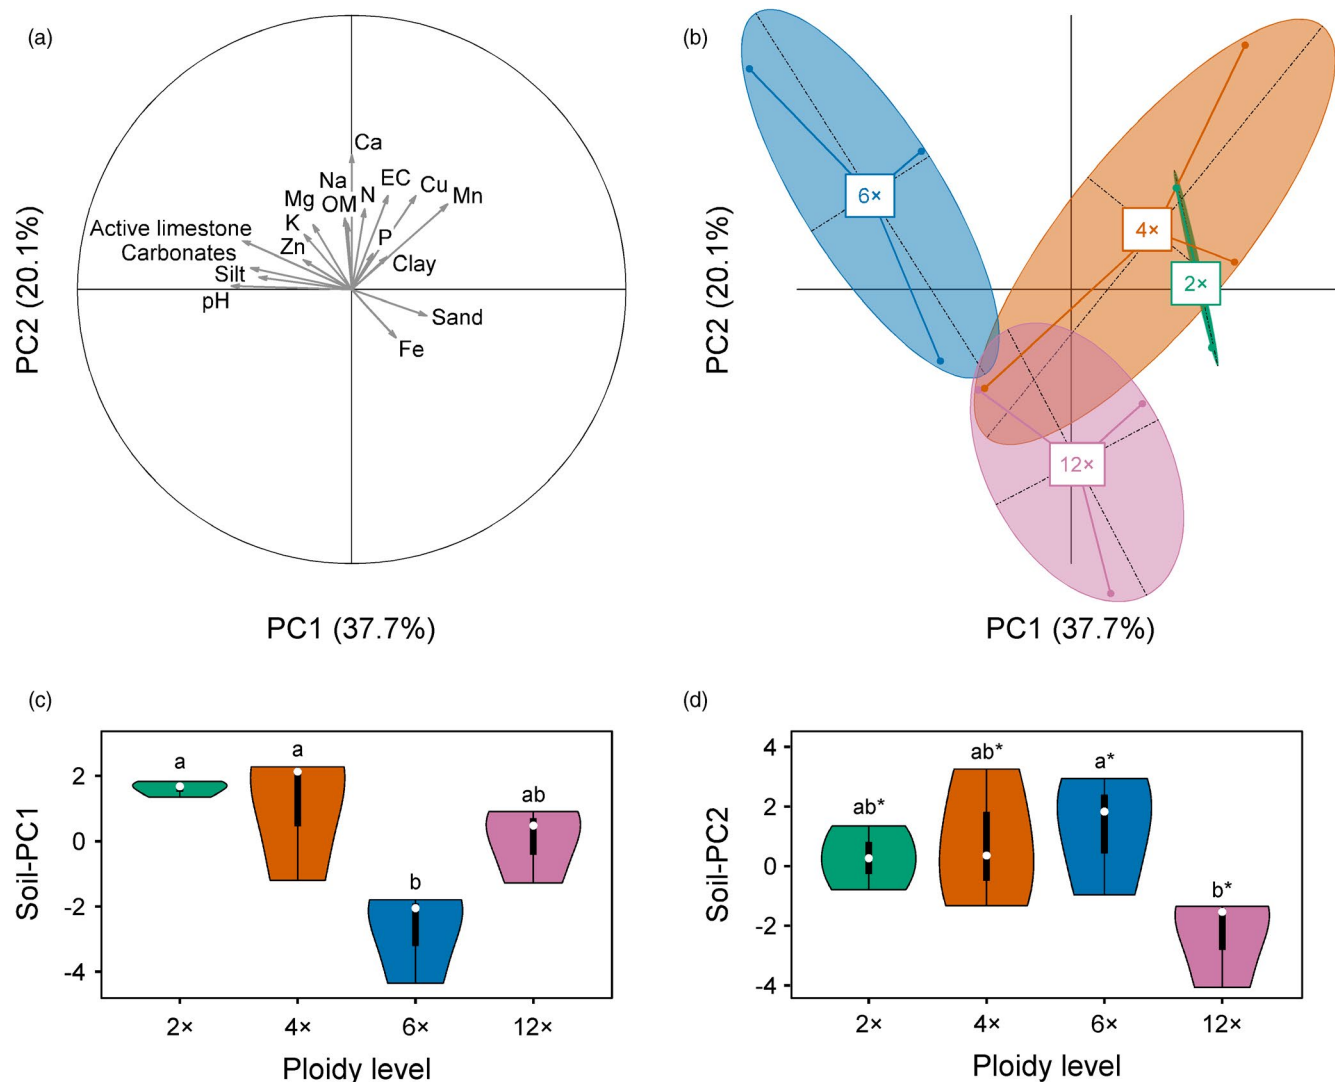 (a)
Ca
Na
N
EC
Cu
Mn
Mg
OM
K
P
Active limestone
Zn
Carbonates
Clay
Silt
pH
Sand
Fe
PC2 (20.1%)
PC1 (37.7%)
(b)
6×
4×
2×
12×
PC2 (20.1%)
PC1 (37.7%)
(c)
a
a
b
ab
2
0
-2
-4
Soil-PC1
2×
4×
6×
12×
Ploidy level
(d)
ab*
ab*
a*
b*
4
2
0
-2
-4
Soil-PC2
2×
4×
6×
12×
Ploidy level